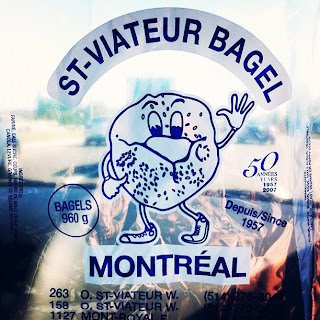 ST-VIATEUR BAGEL
50
ANNÉES
YEARS
1957
2007
BAGELS
960 g
Depuis/Since
1957
MONTRÉAL
263 O. ST-VIATEUR W. (514)
158 O. ST-VIATEUR W.
1127 MONT-ROYAL E.